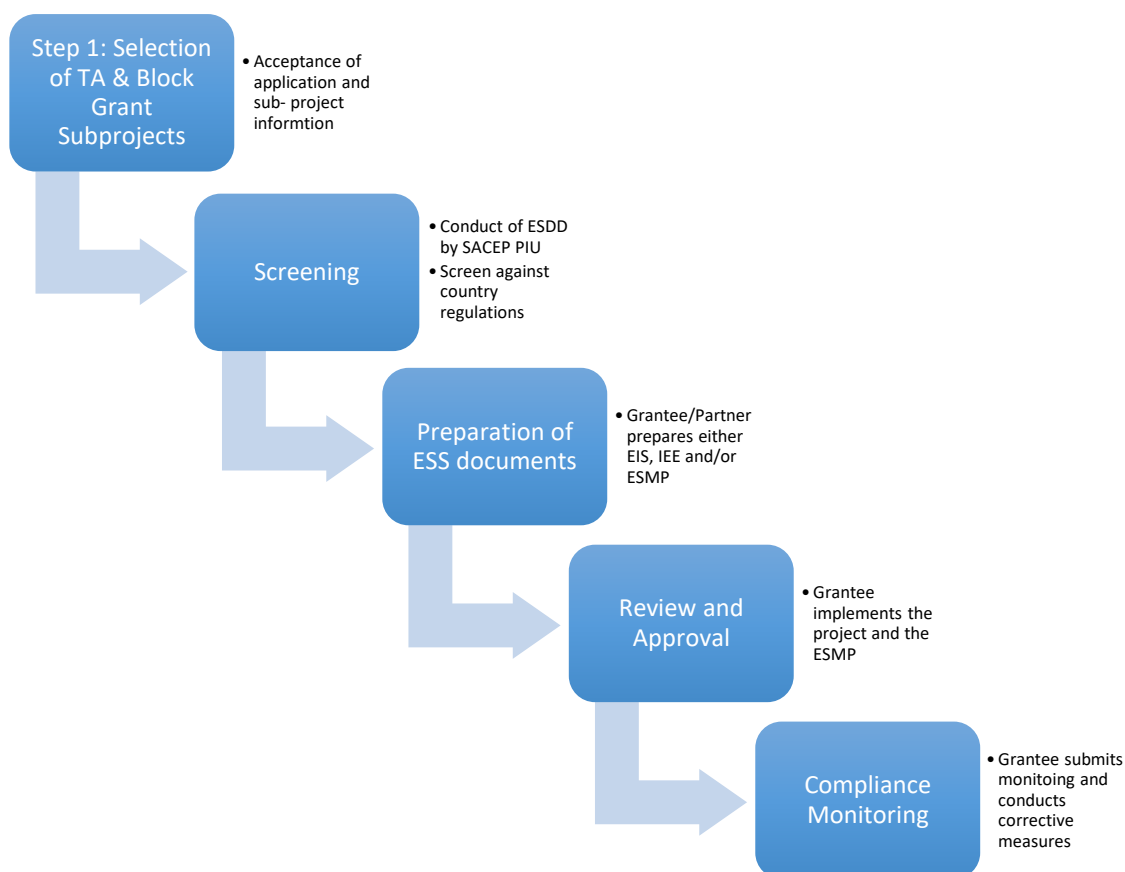 Step 1: Selection
of TA & Block
Grant
Subprojects
• Acceptance of
application and
sub- project
informtion
Screening
• Conduct of ESDD
by SACEP PIU
• Screen against
country
regulations
Preparation of
ESS documents
• Grantee/Partner
prepares either
EIS, IEE and/or
ESMP
Review and
Approval
• Grantee
implements the
project and the
ESMP
Compliance
Monitoring
• Grantee submits
monitoing and
conducts
corrective
measures